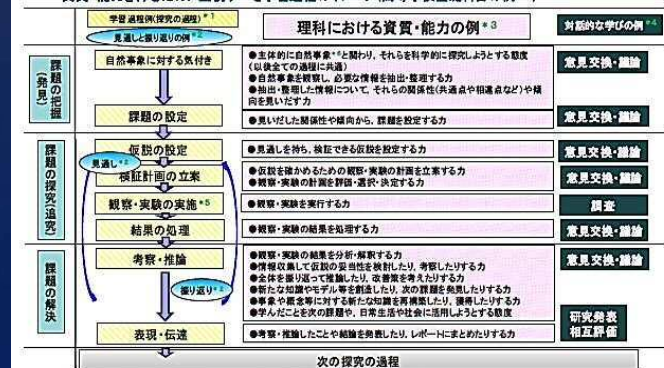 学習過程例(探究の過程)*1
見通しと振り返りの例*2
理科における資質・能力の例*3
対話的な学びの例*4
課題の把握(発見)
自然事象に対する気付き
●主体的に自然事象*6と関わり、それらを科学的に探究しようとする態度
(以後全ての過程に共通)
●自然事象を観察し、必要な情報を抽出・整理する力
●抽出・整理した情報について、それらの関係性(共通点や相違点など)や傾
向を見いだす力
意見交換・議論
課題の設定
●見いだした関係性や傾向から、課題を設定する力
意見交換・議論
課題の探究(追究)
仮説の設定
●見通しを持ち、検証できる仮説を設定する力
意見交換・議論
見通し*2
検証計画の立案
●仮説を確かめるための観察・実験の計画を立案する力
●観察・実験の計画を評価・選択・決定する力
意見交換・議論
観察・実験の実施*5
●観察・実験を実行する力
調査
結果の処理
●観察・実験の結果を処理する力
意見交換・議論
課題の解決
考察・推論
●観察・実験の結果を分析・解釈する力
●情報収集して仮説の妥当性を検討したり、考察したりする力
●全体を振り返って推論したり、改善策を考えたりする力
●新たな知識やモデル等を創造したり、次の課題を発見したりする力
●事象や概念等に対する新たな知識を再構築したり、獲得したりする力
●学んだことを次の課題や、日常生活や社会に活用しようとする態度
意見交換・議論
振り返り*2
表現・伝達
●考察・推論したことや結論を発表したり、レポートにまとめたりする力
研究発表
相互評価
次の探究の過程